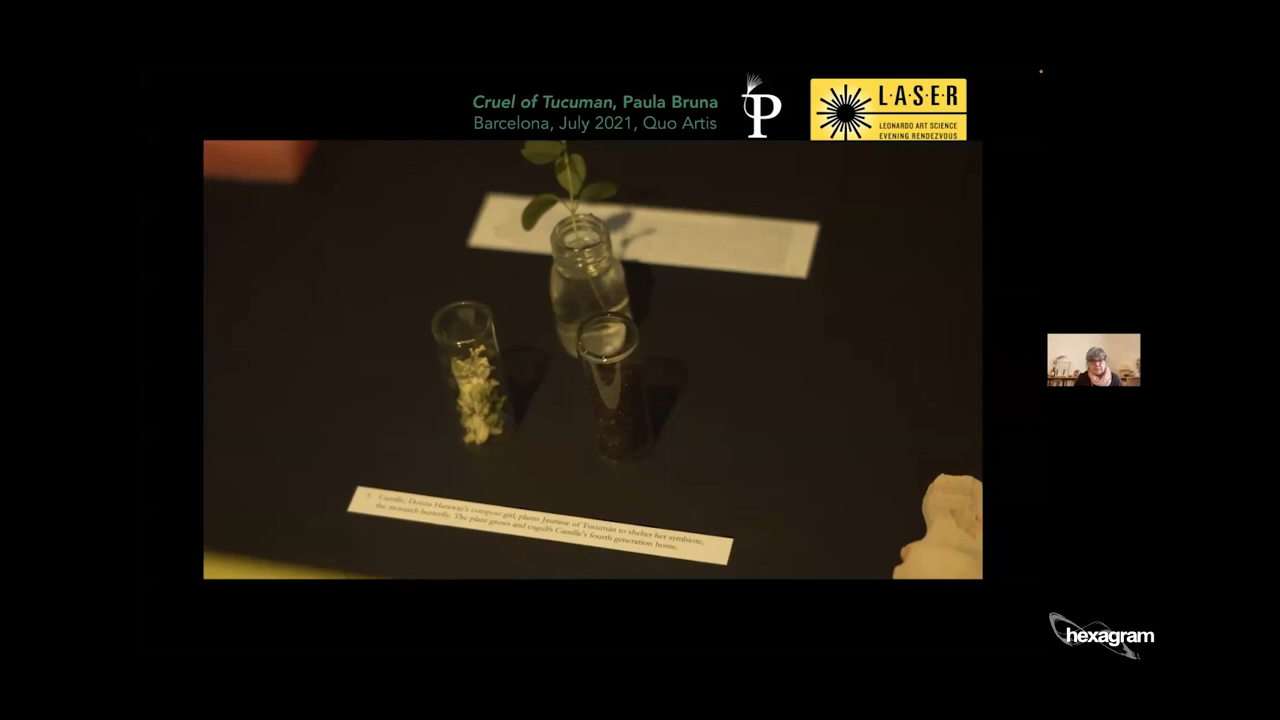 Cruel of Tucuman, Paula Bruna
Barcelona, July 2021, Quo Artis
P
L·A·S·E·R
LEONARDO ART SCIENCE
EVENING RENDEZVOUS
Camille, Donna Haraway's compost girl, plants Jasmine of Tucumán to shelter her symbiote,
the monarch butterfly. The plant grows and engulfs Camille's fourth generation home.
hexagram